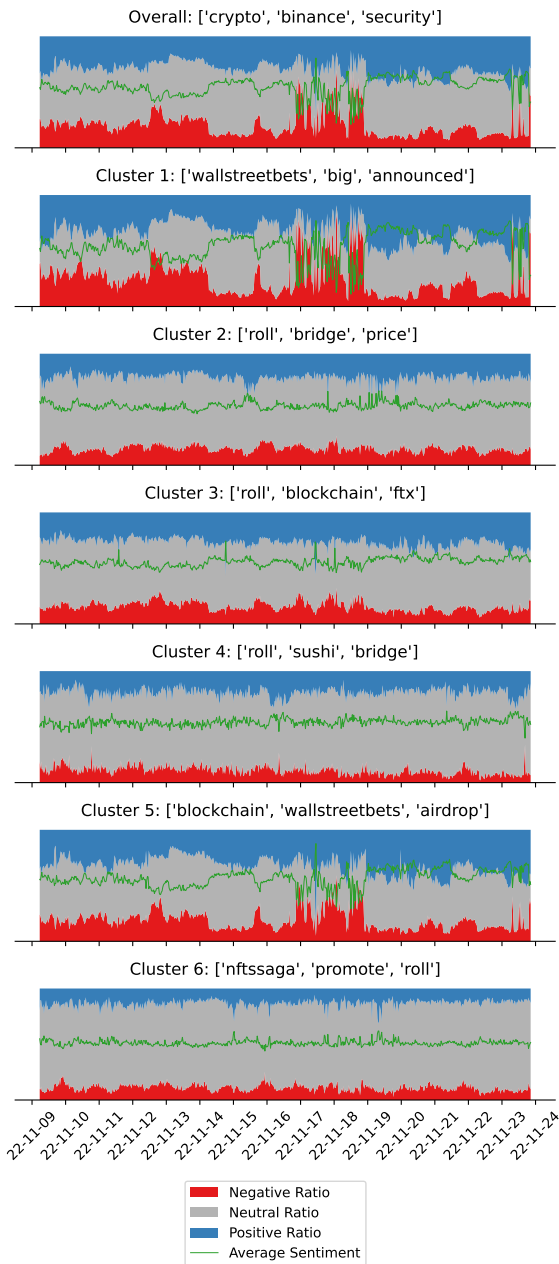 Overall: ['crypto', 'binance', 'security']
Cluster 1: ['wallstreetbets', 'big', 'announced']
Cluster 2: ['roll', 'bridge', 'price']
Cluster 3: ['roll', 'blockchain', 'ftx']
Cluster 4: ['roll', 'sushi', 'bridge']
Cluster 5: ['blockchain', 'wallstreetbets', 'airdrop']
Cluster 6: ['nftssaga', 'promote', 'roll']
22-11-09
22-11-10
22-11-11
22-11-12
22-11-13
22-11-14
22-11-15
22-11-16
22-11-17
22-11-18
22-11-19
22-11-20
22-11-21
22-11-22
22-11-23
22-11-24
Negative Ratio
Neutral Ratio
Positive Ratio
Average Sentiment